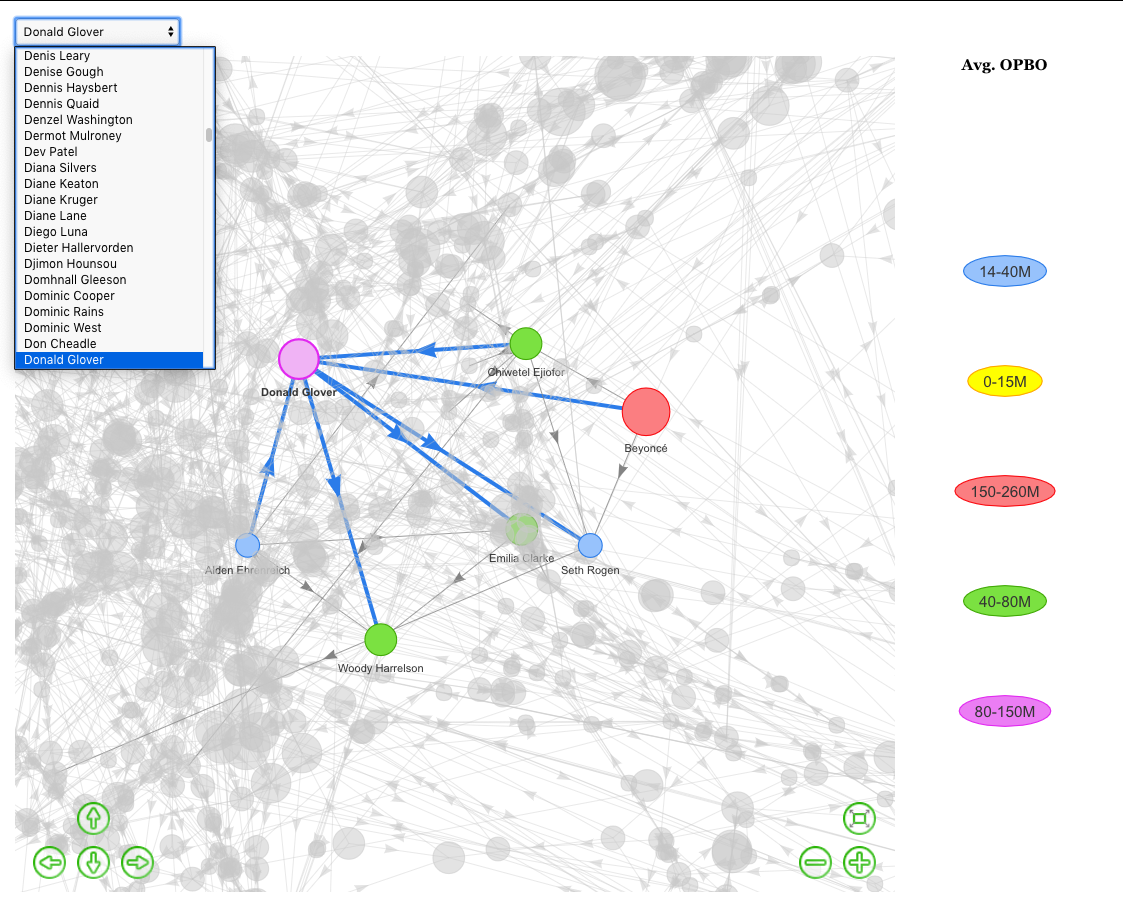 Donald Glover
Denis Leary
Denise Gough
Dennis Haysbert
Dennis Quaid
Denzel Washington
Dermot Mulroney
Dev Patel
Diana Silvers
Diane Keaton
Diane Kruger
Diane Lane
Diego Luna
Dieter Hallervorden
Djimon Hounsou
Domhnall Gleeson
Dominic Cooper
Dominic Rains
Dominic West
Don Cheadle
Donald Glover
Avg. OPBO
14-40M
0-15M
150-260M
40-80M
80-150M
Chiwetel Ejiofor
Donald Glover
Beyoncé
Emilia Clarke
Alden Ehrenreich
Seth Rogen
Woody Harrelson